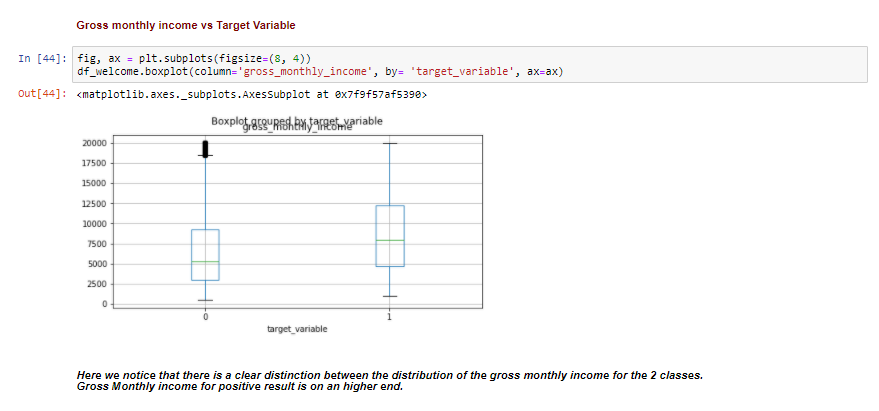 Gross monthly income vs Target Variable
In [44]: fig, ax = plt.subplots(figsize=(8, 4))
df_welcome.boxplot(column='gross_monthly_income', by= 'target_variable', ax=ax)
Out[44]: <matplotlib.axes._subplots.AxesSubplot at 0x7f9f57af5390>
Boxplot grouped by target_variable
gross_monthly_income
20000
17500
15000
12500
10000
7500
5000
2500
0
0 1
target_variable
Here we notice that there is a clear distinction between the distribution of the gross monthly income for the 2 classes.
Gross Monthly income for positive result is on an higher end.